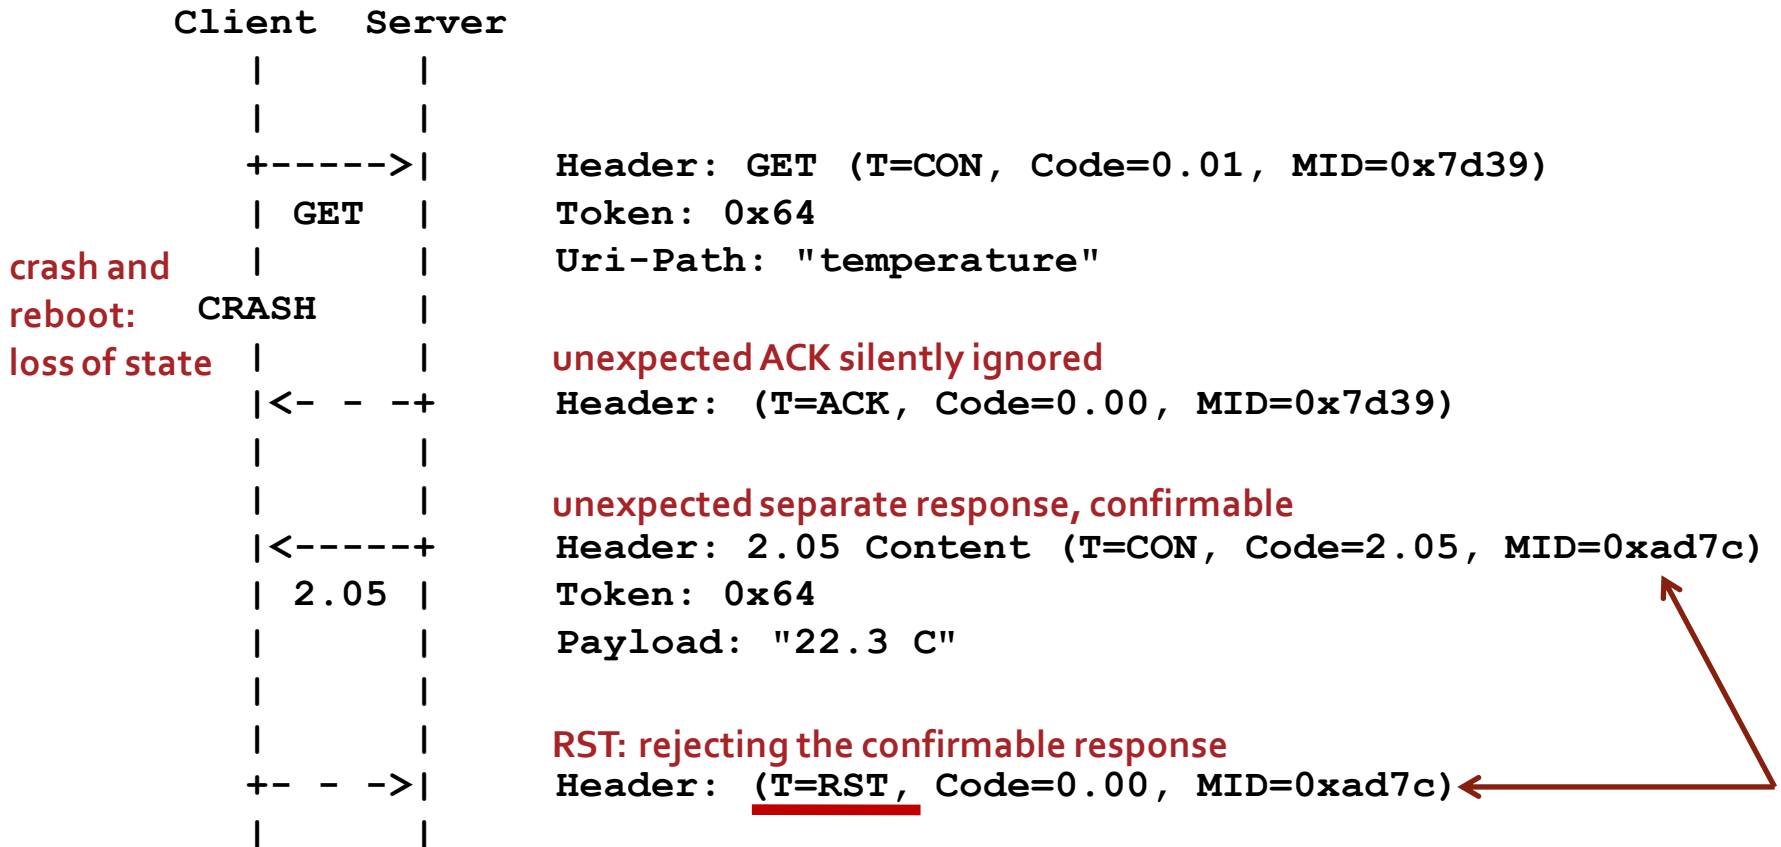 Client Server
| |
| |
+----->| Header: GET (T=CON, Code=0.01, MID=0x7d39)
| GET | Token: 0x64
crash and | | Uri-Path: "temperature"
reboot: CRASH |
loss of state | | unexpected ACK silently ignored
|<- - -+ Header: (T=ACK, Code=0.00, MID=0x7d39)
| |
| | unexpected separate response, confirmable
|<-----+ Header: 2.05 Content (T=CON, Code=2.05, MID=0xad7c)
| 2.05 | Token: 0x64
| | Payload: "22.3 C"
| |
| | RST: rejecting the confirmable response
+- - ->| Header: (T=RST, Code=0.00, MID=0xad7c)
| |